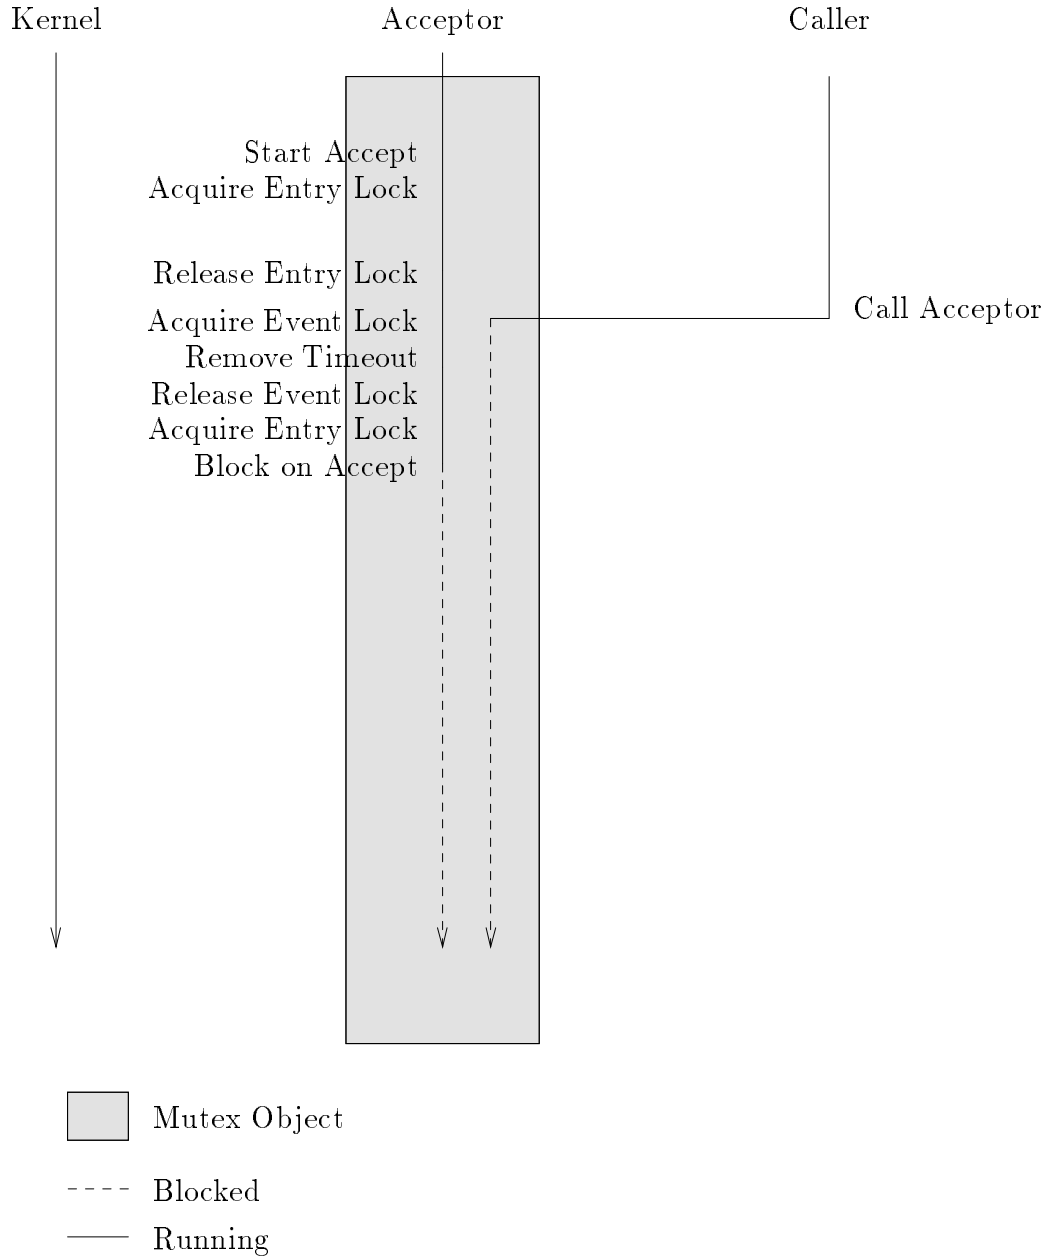 Kernel
Acceptor
Caller
Start Accept
Acquire Entry Lock
Release Entry Lock
Call Acceptor
Acquire Event Lock
Remove Timeout
Release Event Lock
Acquire Entry Lock
Block on Accept
Mutex Object
Blocked
Running